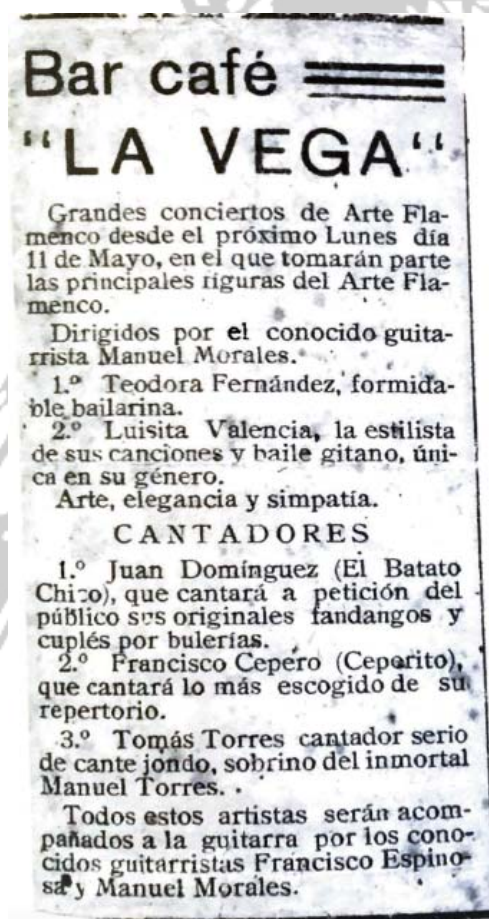 Bar café
“LA VEGA“
Grandes conciertos de Arte Fla-
menco desde el próximo Lunes día
11 de Mayo, en el que tomarán parte
las principales riguras del Arte Fla-
menco.
Dirigidos por el conocido guita-
rrista Manuel Morales.
1.º Teodora Fernández, formida-
ble bailarina.
2.º Luisita Valencia, la estilista
de sus canciones y baile gitano, úni-
ca en su género.
Arte, elegancia y simpatía.
CANTADORES
1.º Juan Domínguez (El Batato
Chico), que cantará a petición del
público sus originales fandangos y
cuplés por bulerías.
2.º Francisco Cepero (Ceperito),
que cantará lo más escogido de su
repertorio.
3.º Tomás Torres cantador serio
de cante jondo, sobrino del inmortal
Manuel Torres.
Todos estos artistas serán acom-
pañados a la guitarra por los cono-
cidos guitarristas Francisco Espino-
sa y Manuel Morales.